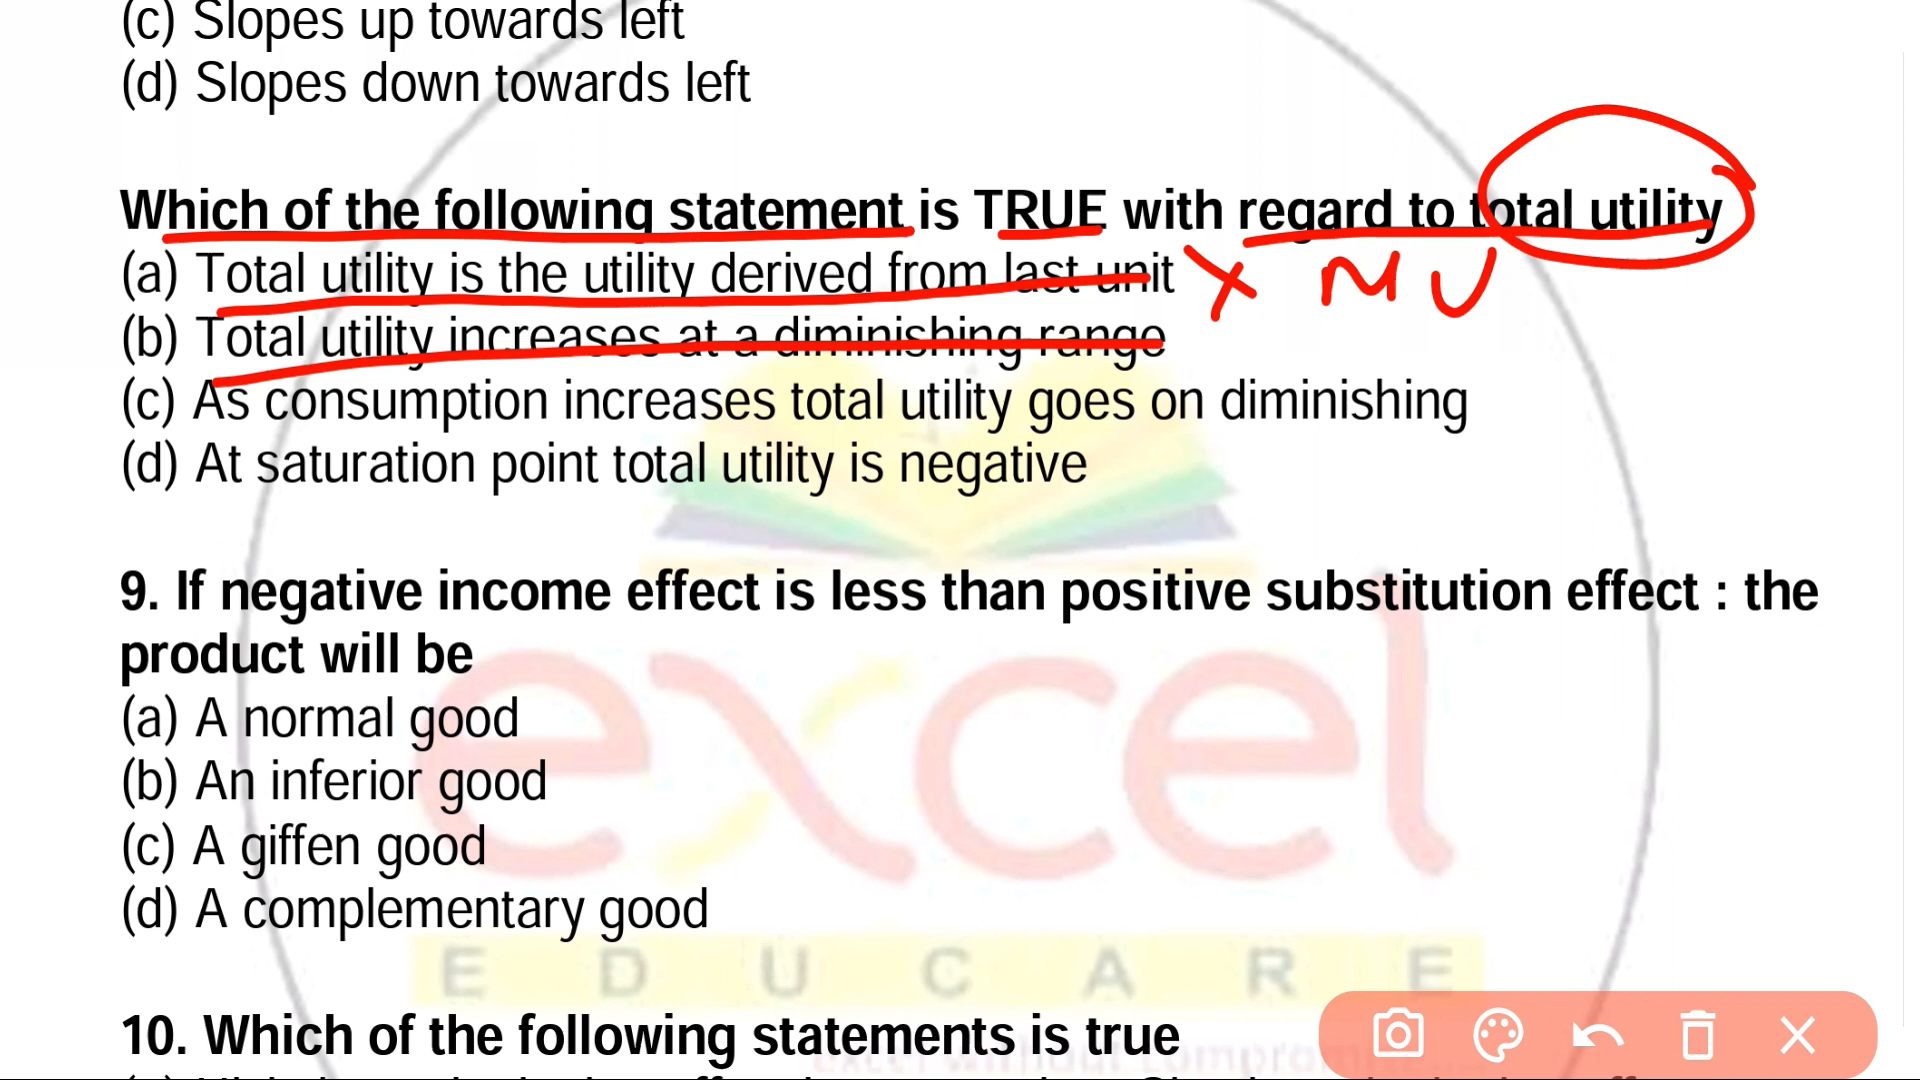 (c) Slopes up towards left
(d) Slopes down towards left
Which of the following statement is TRUE with regard to total utility
(a) Total utility is the utility derived from last unit X MU
(b) Total utility increases at a diminishing range
(c) As consumption increases total utility goes on diminishing
(d) At saturation point total utility is negative
9. If negative income effect is less than positive substitution effect : the
product will be
(a) A normal good
(b) An inferior good
(c) A giffen good
(d) A complementary good
excel
EDUCARE
10. Which of the following statements is true
excel without